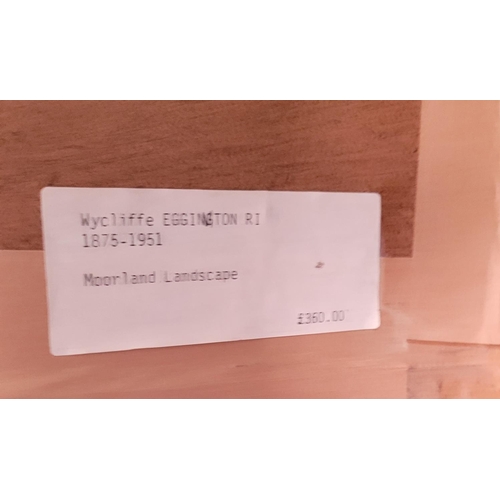 Wycliffe EGGINGTON RI
1875-1951
Moorland Landscape
£360.00